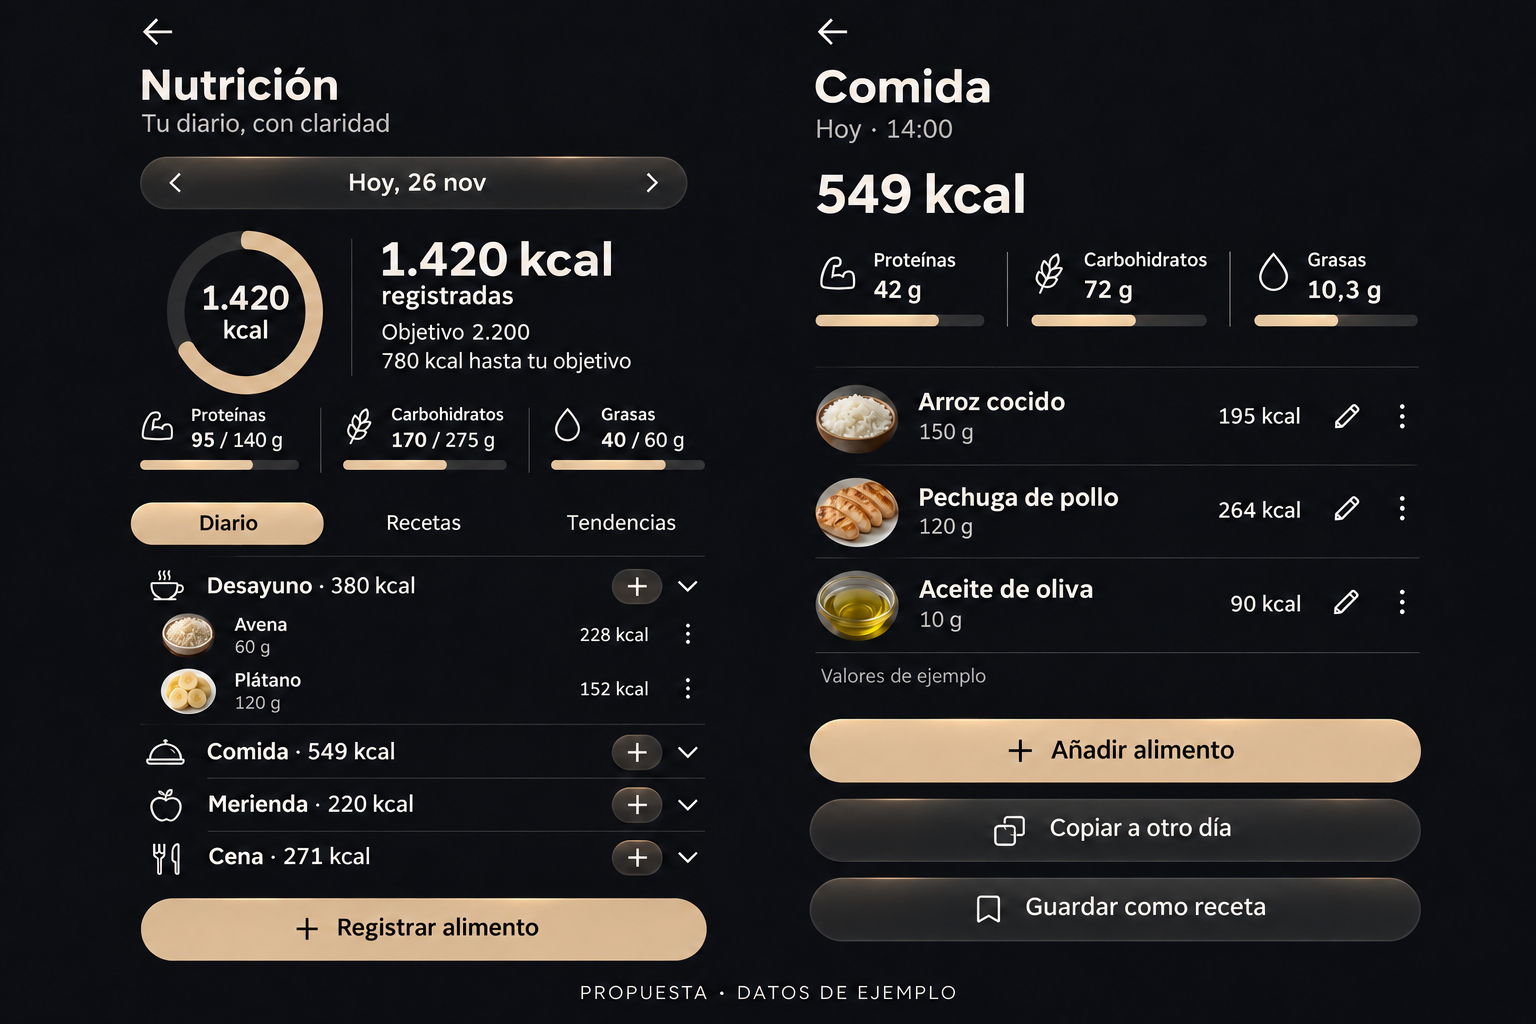 Nutrición
Tu diario, con claridad
Hoy, 26 nov
1.420
kcal
1.420 kcal
registradas
Objetivo 2.200
780 kcal hasta tu objetivo
Proteínas
95 / 140 g
Carbohidratos
170 / 275 g
Grasas
40 / 60 g
Diario
Recetas
Tendencias
Desayuno · 380 kcal
Avena
60 g
228 kcal
Plátano
120 g
152 kcal
Comida · 549 kcal
Merienda · 220 kcal
Cena · 271 kcal
Registrar alimento
Comida
Hoy · 14:00
549 kcal
Proteínas
42 g
Carbohidratos
72 g
Grasas
10,3 g
Arroz cocido
150 g
195 kcal
Pechuga de pollo
120 g
264 kcal
Aceite de oliva
10 g
90 kcal
Valores de ejemplo
Añadir alimento
Copiar a otro día
Guardar como receta
PROPUESTA • DATOS DE EJEMPLO